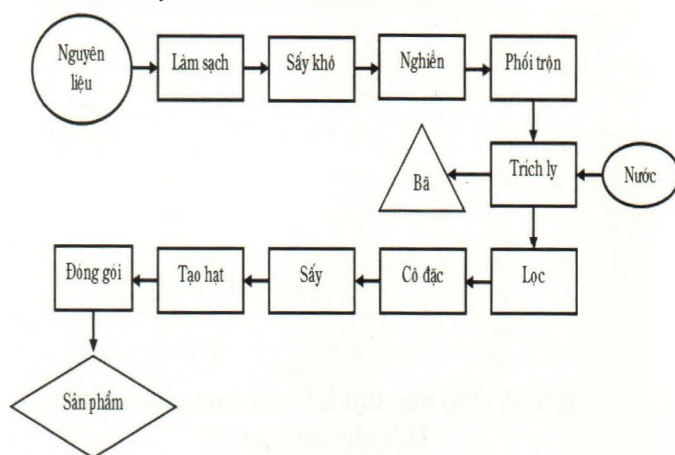 Nguyên
liệu
Làm sạch
Sấy khô
Nghiền
Phối trộn
Bã
Trích ly
Nước
Đóng gói
Tạo hạt
Sấy
Cô đặc
Lọc
Sản phẩm